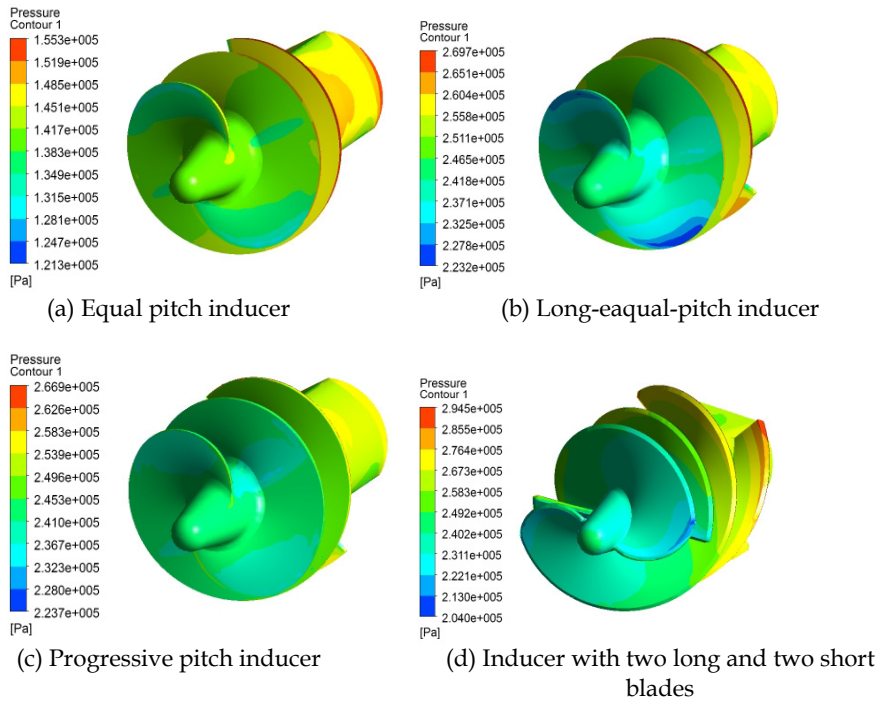 Pressure
Contour 1
1.553e+005
1.519e+005
1.485e+005
1.451e+005
1.417e+005
1.383e+005
1.349e+005
1.315e+005
1.281e+005
1.247e+005
1.213e+005
[Pa]
(a) Equal pitch inducer
Pressure
Contour 1
2.697e+005
2.651e+005
2.604e+005
2.558e+005
2.511e+005
2.465e+005
2.418e+005
2.371e+005
2.325e+005
2.278e+005
2.232e+005
[Pa]
(b) Long-eaqual-pitch inducer
Pressure
Contour 1
2.669e+005
2.626e+005
2.583e+005
2.539e+005
2.496e+005
2.453e+005
2.410e+005
2.367e+005
2.323e+005
2.280e+005
2.237e+005
[Pa]
(c) Progressive pitch inducer
Pressure
Contour 1
2.945e+005
2.855e+005
2.764e+005
2.673e+005
2.583e+005
2.492e+005
2.402e+005
2.311e+005
2.221e+005
2.130e+005
2.040e+005
[Pa]
(d) Inducer with two long and two short
blades